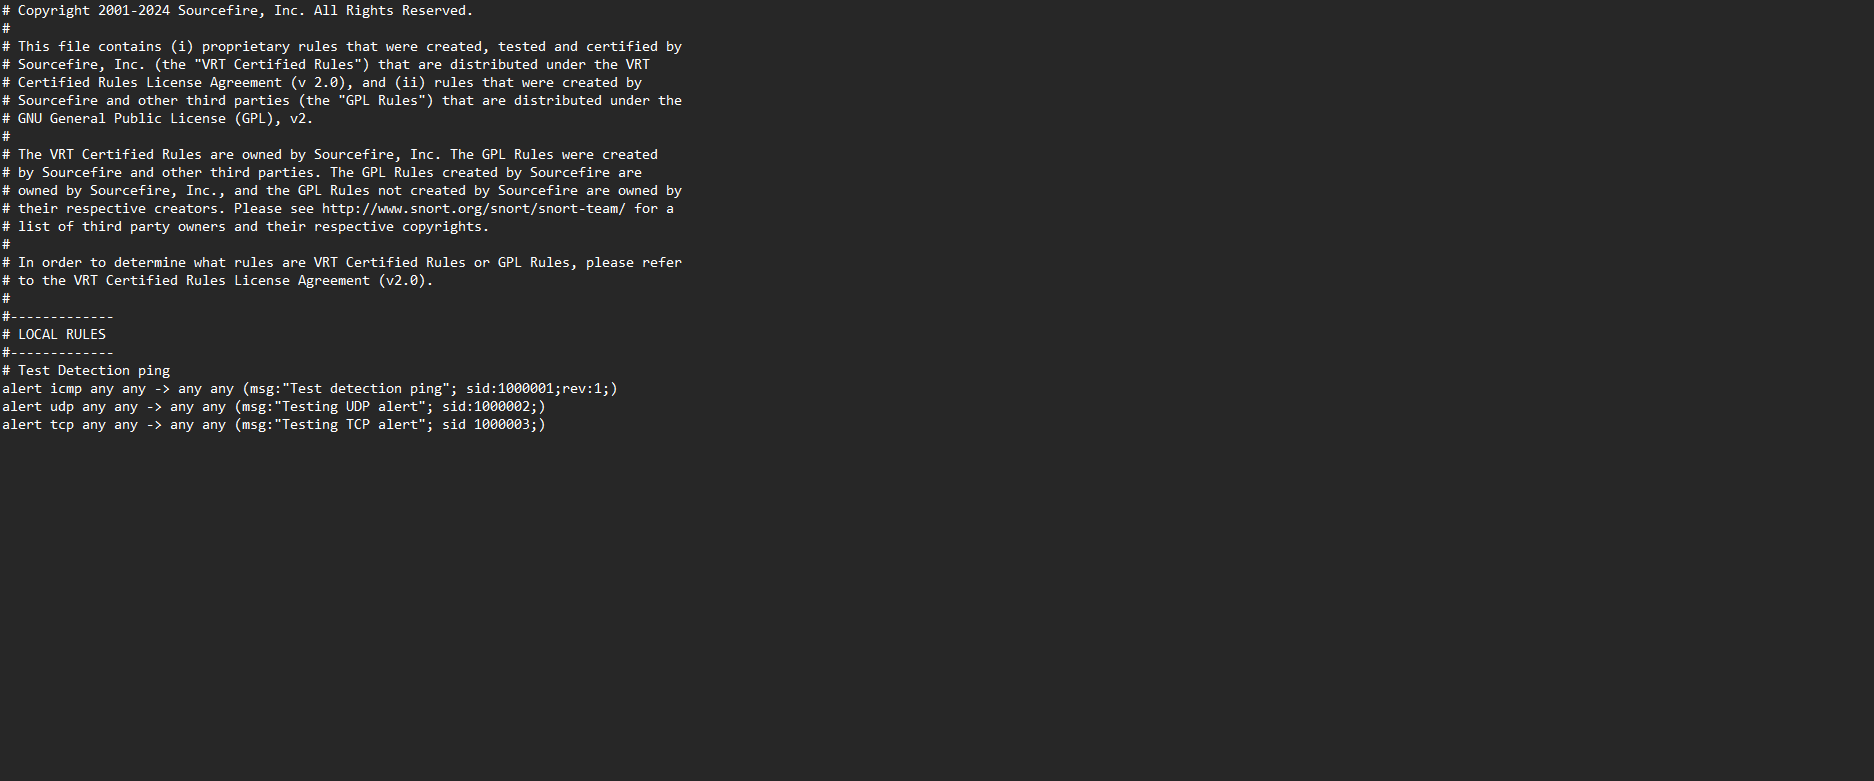 # Copyright 2001-2024 Sourcefire, Inc. All Rights Reserved.
#
# This file contains (i) proprietary rules that were created, tested and certified by
# Sourcefire, Inc. (the "VRT Certified Rules") that are distributed under the VRT
# Certified Rules License Agreement (v 2.0), and (ii) rules that were created by
# Sourcefire and other third parties (the "GPL Rules") that are distributed under the
# GNU General Public License (GPL), v2.
#
# The VRT Certified Rules are owned by Sourcefire, Inc. The GPL Rules were created
# by Sourcefire and other third parties. The GPL Rules created by Sourcefire are
# owned by Sourcefire, Inc., and the GPL Rules not created by Sourcefire are owned by
# their respective creators. Please see http://www.snort.org/snort/snort-team/ for a
# list of third party owners and their respective copyrights.
#
# In order to determine what rules are VRT Certified Rules or GPL Rules, please refer
# to the VRT Certified Rules License Agreement (v2.0).
#
#-------------
# LOCAL RULES
#-------------
# Test Detection ping
alert icmp any any -> any any (msg:"Test detection ping"; sid:1000001;rev:1;)
alert udp any any -> any any (msg:"Testing UDP alert"; sid:1000002;)
alert tcp any any -> any any (msg:"Testing TCP alert"; sid 1000003;)